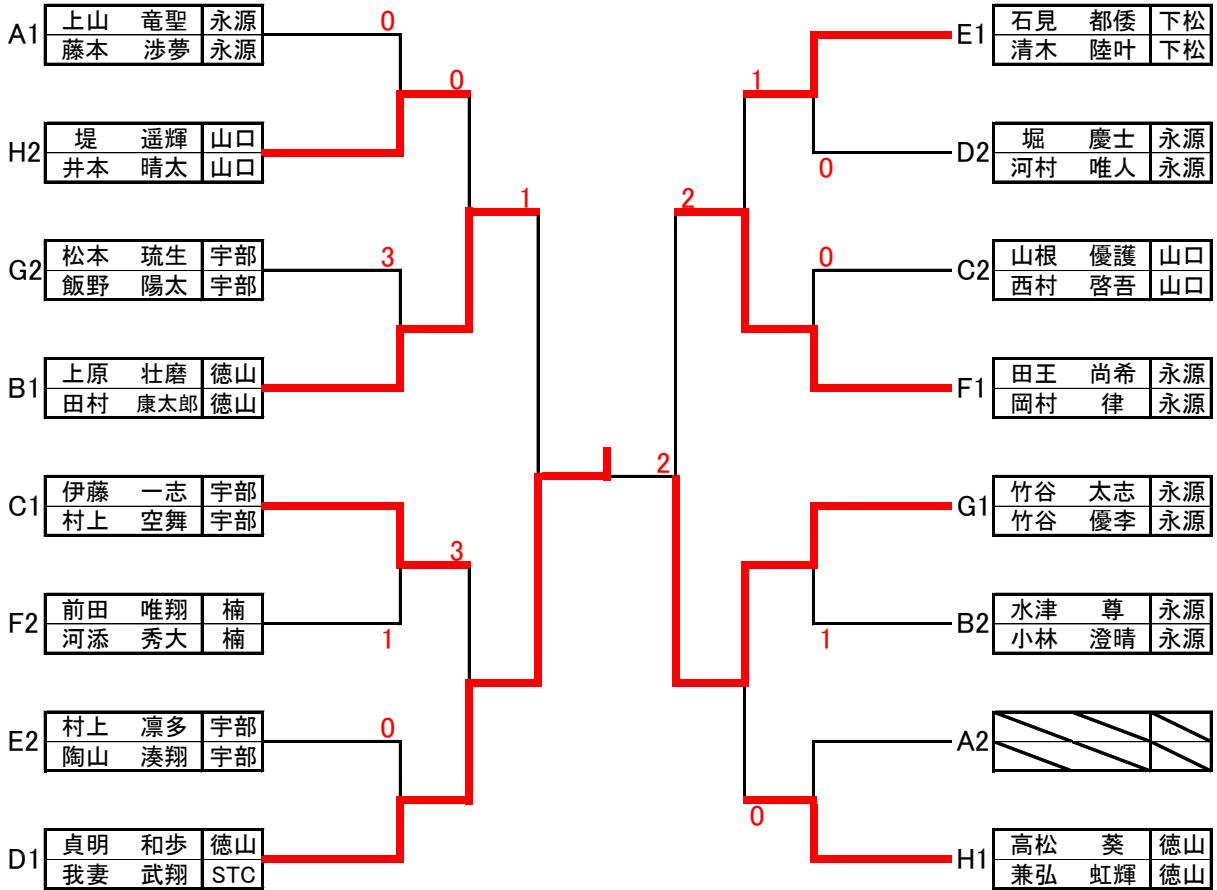 A1 上山 竜聖 永源
藤本 渉夢 永源
0
0
H2 堤 遥輝 山口
井本 晴太 山口
1
G2 松本 琉生 宇部
飯野 陽太 宇部
3
B1 上原 壮磨 徳山
田村 康太郎 徳山
C1 伊藤 一志 宇部
村上 空舞 宇部
3
F2 前田 唯翔 楠
河添 秀大 楠
1
E2 村上 凛多 宇部
陶山 湊翔 宇部
0
D1 貞明 和歩 徳山
我妻 武翔 STC
2
E1 石見 都倭 下松
清木 陸叶 下松
1
D2 堀 慶士 永源
河村 唯人 永源
0
2
C2 山根 優護 山口
西村 啓吾 山口
0
F1 田王 尚希 永源
岡村 律 永源
G1 竹谷 太志 永源
竹谷 優李 永源
B2 水津 尊 永源
小林 澄晴 永源
1
A2
0
H1 高松 葵 徳山
兼弘 虹輝 徳山